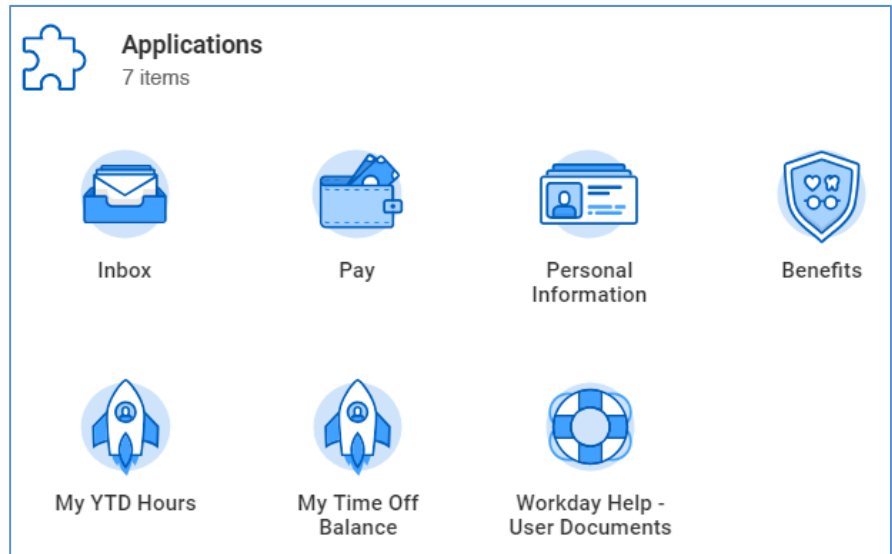 Applications
7 items
Inbox
Pay
Personal
Information
Benefits
My YTD Hours
My Time Off
Balance
Workday Help -
User Documents